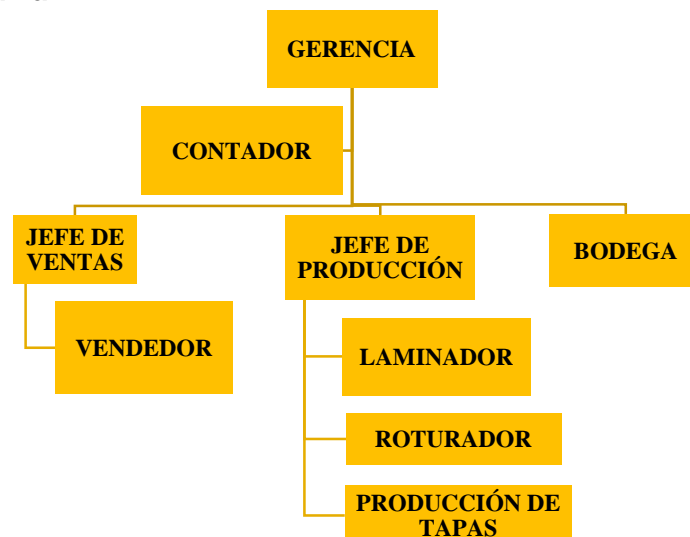 GERENCIA
CONTADOR
JEFE DE
VENTAS
JEFE DE
PRODUCCIÓN
BODEGA
VENDEDOR
LAMINADOR
ROTURADOR
PRODUCCIÓN DE
TAPAS